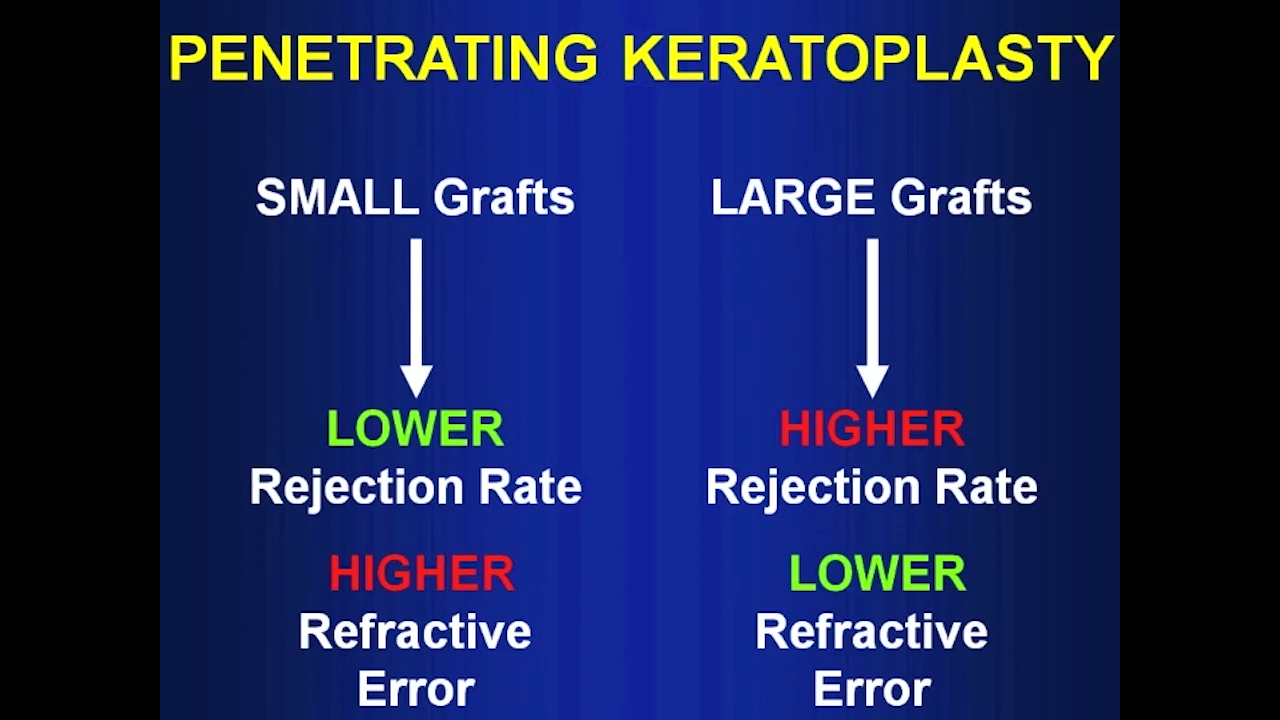 PENETRATING KERATOPLASTY
SMALL Grafts
LOWER
Rejection Rate
HIGHER
Refractive
Error
LARGE Grafts
HIGHER
Rejection Rate
LOWER
Refractive
Error